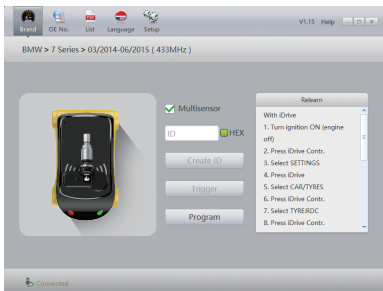 Brand OE No. List Language Setup V1.15 Help
BMW > 7 Series > 03/2014-06/2015 ( 433MHz )
Multisensor
ID HEX
Create ID
Trigger
Program
Relearn
With iDrive
1. Turn ignition ON (engine
off)
2. Press iDrive Contr.
3. Select SETTINGS
4. Press iDrive
5. Select CAR/TYRES
6. Press iDrive Contr.
7. Select TYRE:RDC
8. Press iDrive Contr.
Connected